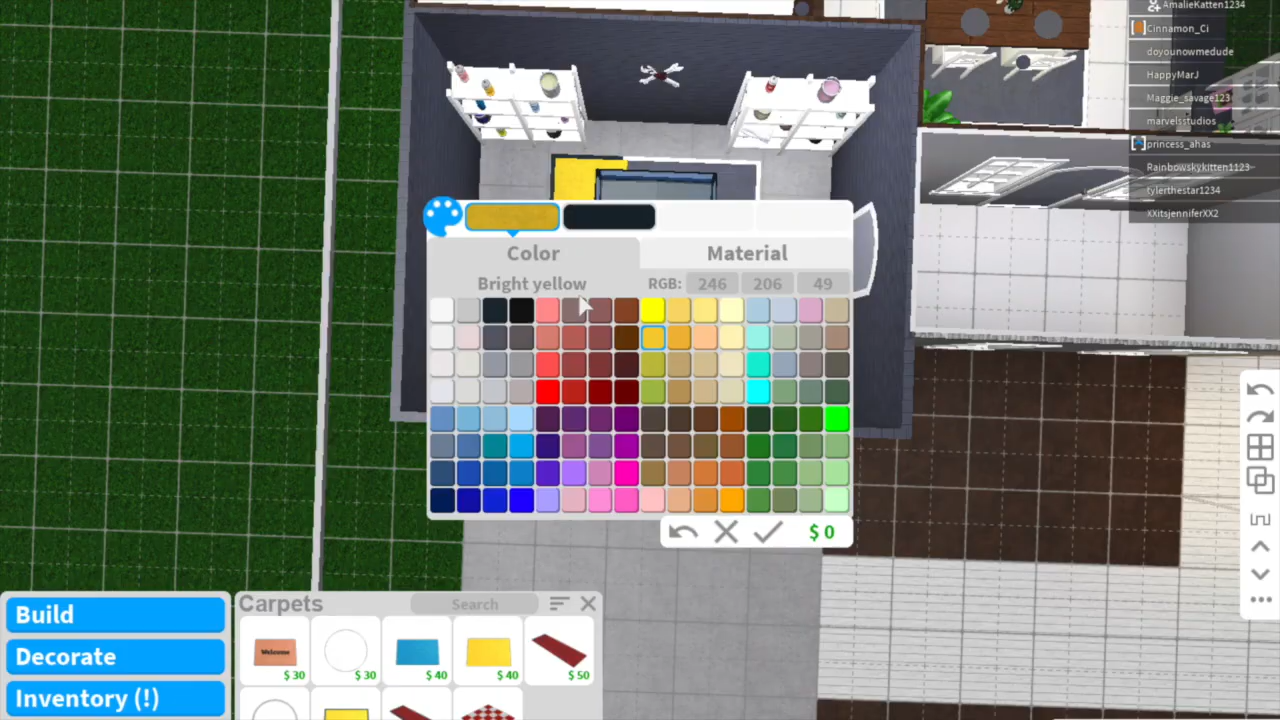 AmalieKatten1234
Cinnamon_Ci
doyounowmedude
HappyMarJ
Maggie_savage123
marvelsstudios
princess_ahas
Rainbowskykitten1123
tylerthestar1234
XXitsjenniferXX2
Color
Material
Bright yellow
RGB: 246 206 49
$ 0
Build
Decorate
Inventory (!)
Carpets
Search
Welcome
$ 30
$ 30
$ 40
$ 40
$ 50